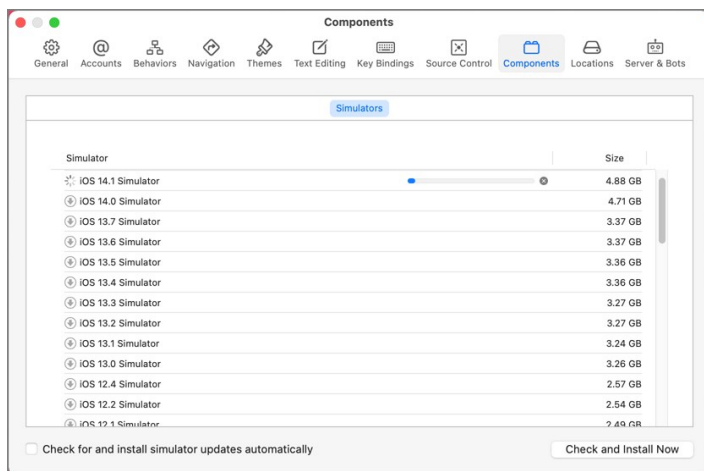 Components
General Accounts Behaviors Navigation Themes Text Editing Key Bindings Source Control Components Locations Server & Bots
Simulators
Simulator Size
iOS 14.1 Simulator 4.88 GB
iOS 14.0 Simulator 4.71 GB
iOS 13.7 Simulator 3.37 GB
iOS 13.6 Simulator 3.37 GB
iOS 13.5 Simulator 3.36 GB
iOS 13.4 Simulator 3.36 GB
iOS 13.3 Simulator 3.27 GB
iOS 13.2 Simulator 3.27 GB
iOS 13.1 Simulator 3.24 GB
iOS 13.0 Simulator 3.26 GB
iOS 12.4 Simulator 2.57 GB
iOS 12.2 Simulator 2.54 GB
iOS 12.1 Simulator 2.49 GB
Check for and install simulator updates automatically Check and Install Now